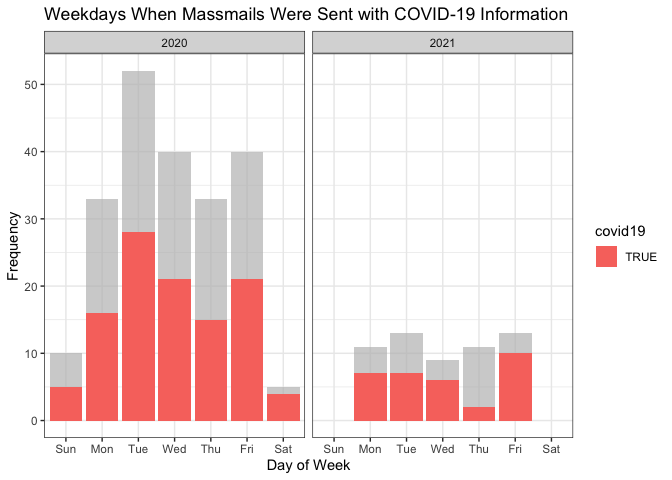 Weekdays When Massmails Were Sent with COVID-19 Information
2020
2021
50
40
30
20
10
0
Frequency
Sun Mon Tue Wed Thu Fri Sat
Sun Mon Tue Wed Thu Fri Sat
Day of Week
covid19
TRUE